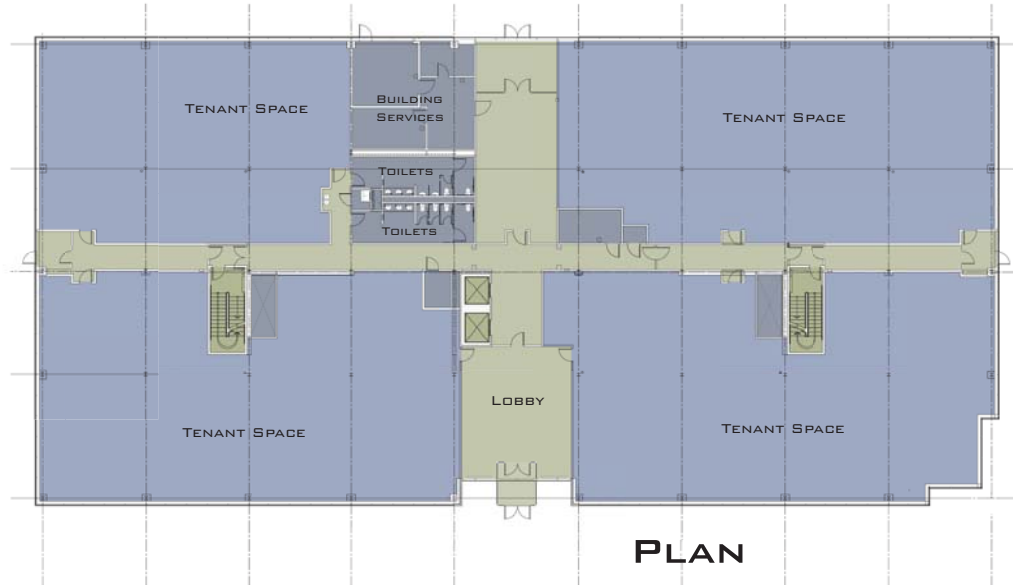 Tenant Space
Building
Services
Tenant Space
Toilets
Toilets
Lobby
Tenant Space
Tenant Space
Plan